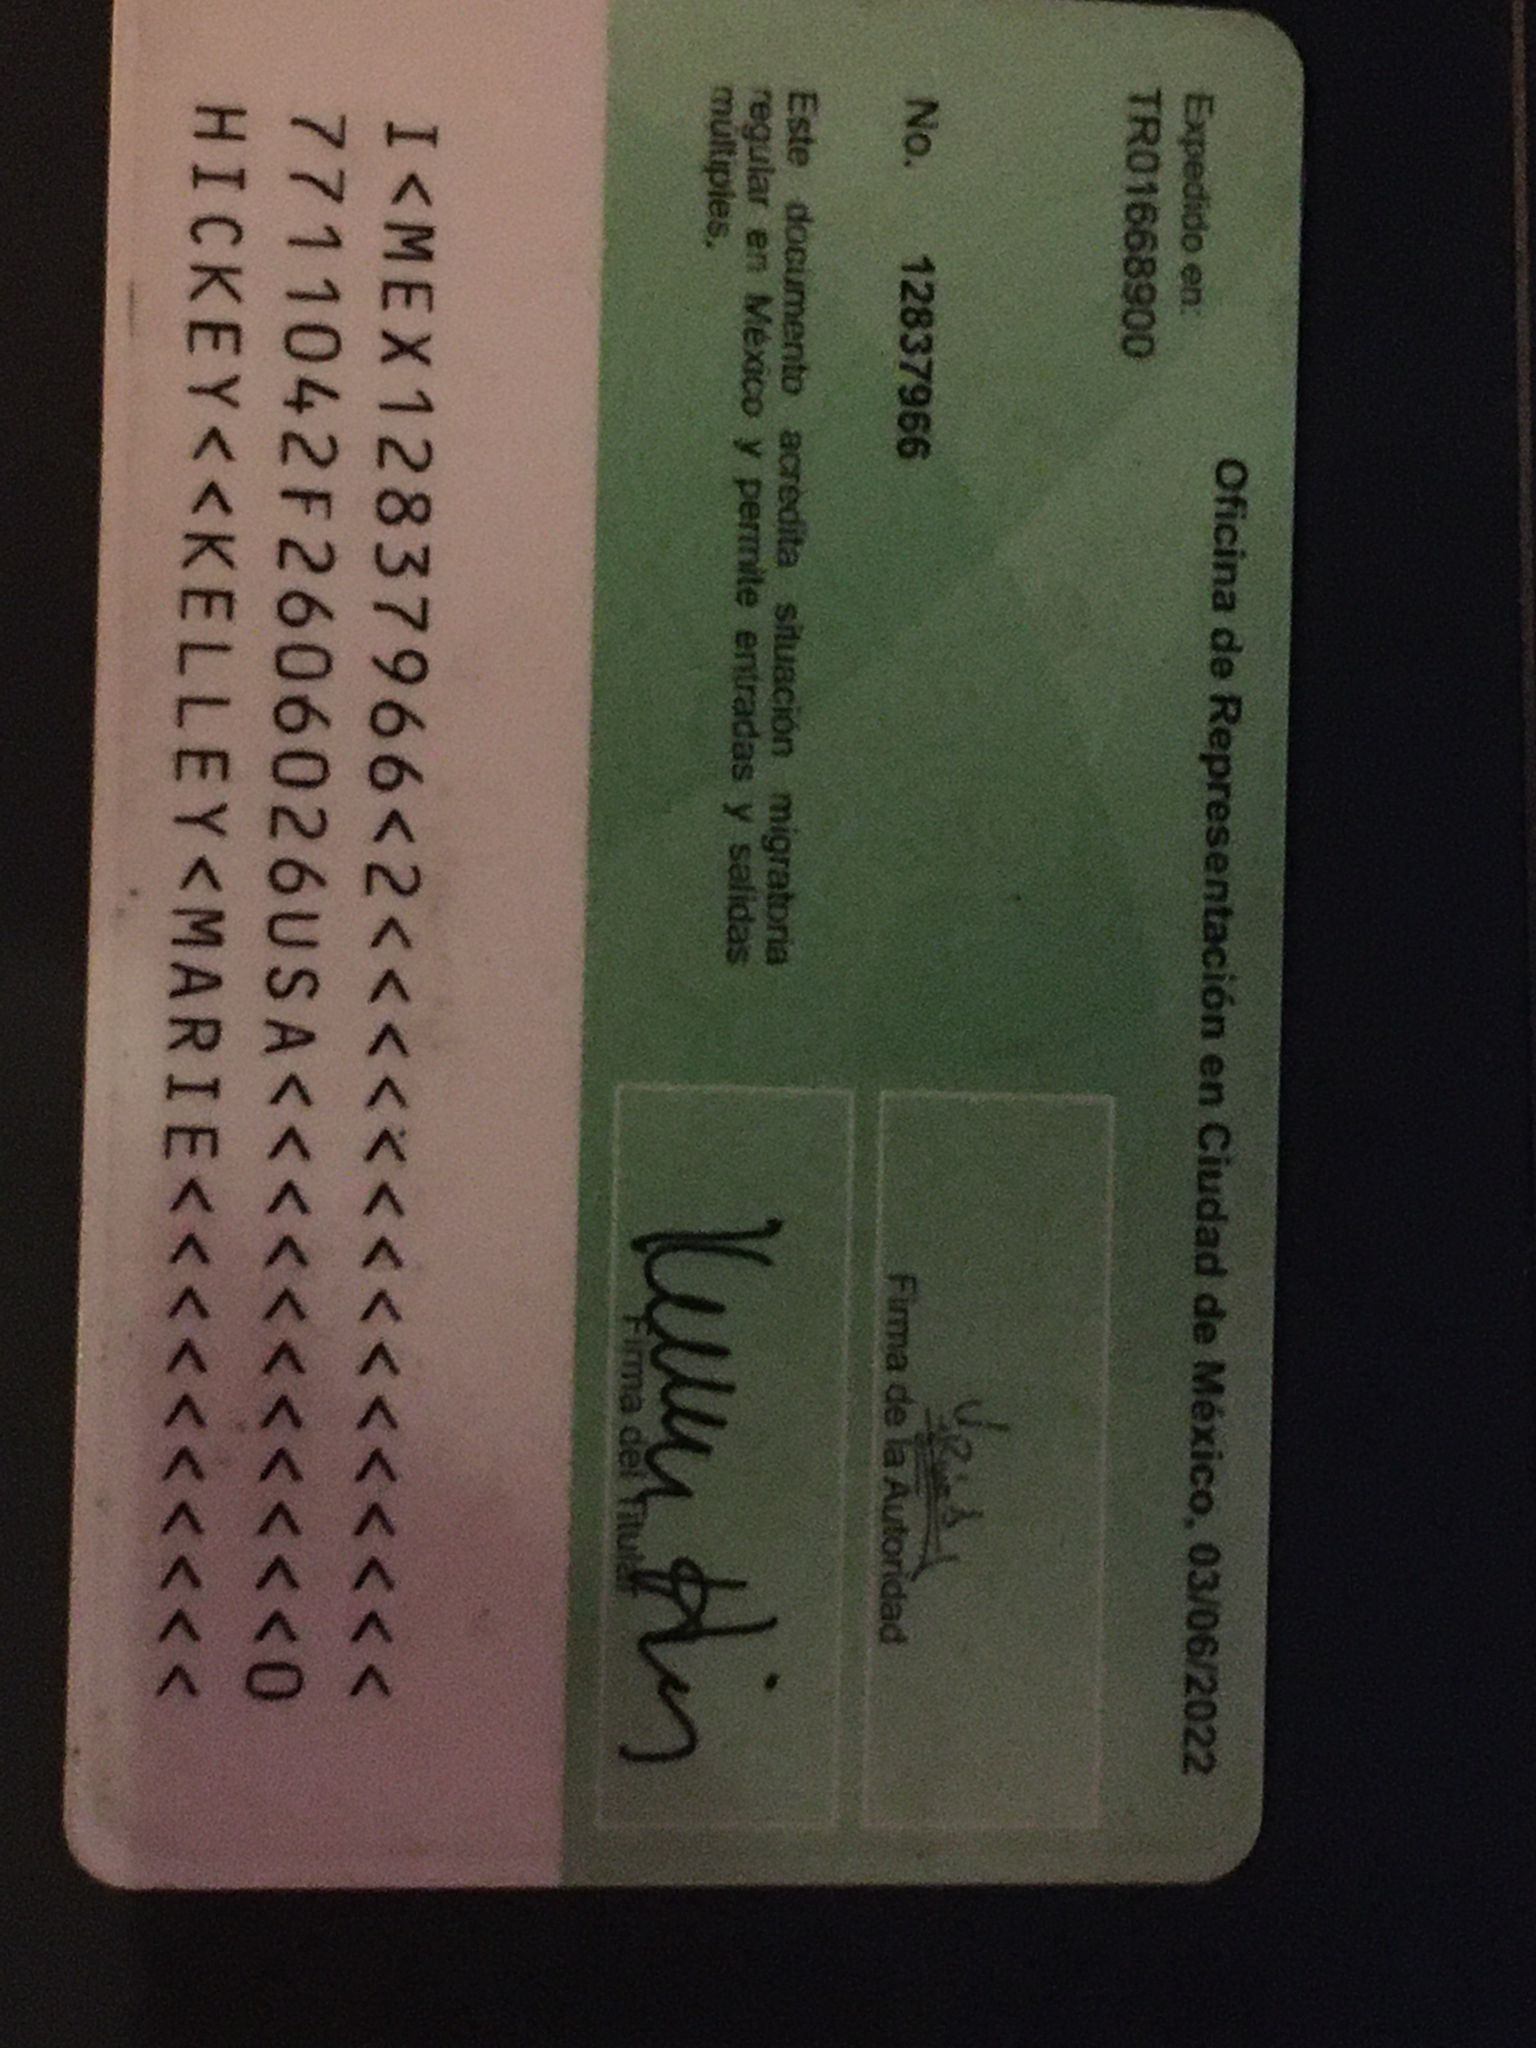 Expedido en:
Oficina de Representación en Ciudad de México, 03/06/2022
TR01668900
No. 12837966
Este documento acredita situación migratoria
regular en México y permite entradas y salidas
múltiples.
Firma de la Autoridad
Firma del Titular
I<MEX12837966<2<<<<<<<<<<<<<<<
7711042F2606026USA<<<<<<<<<<<0
HICKEY<<KELLEY<MARIE<<<<<<<<<<